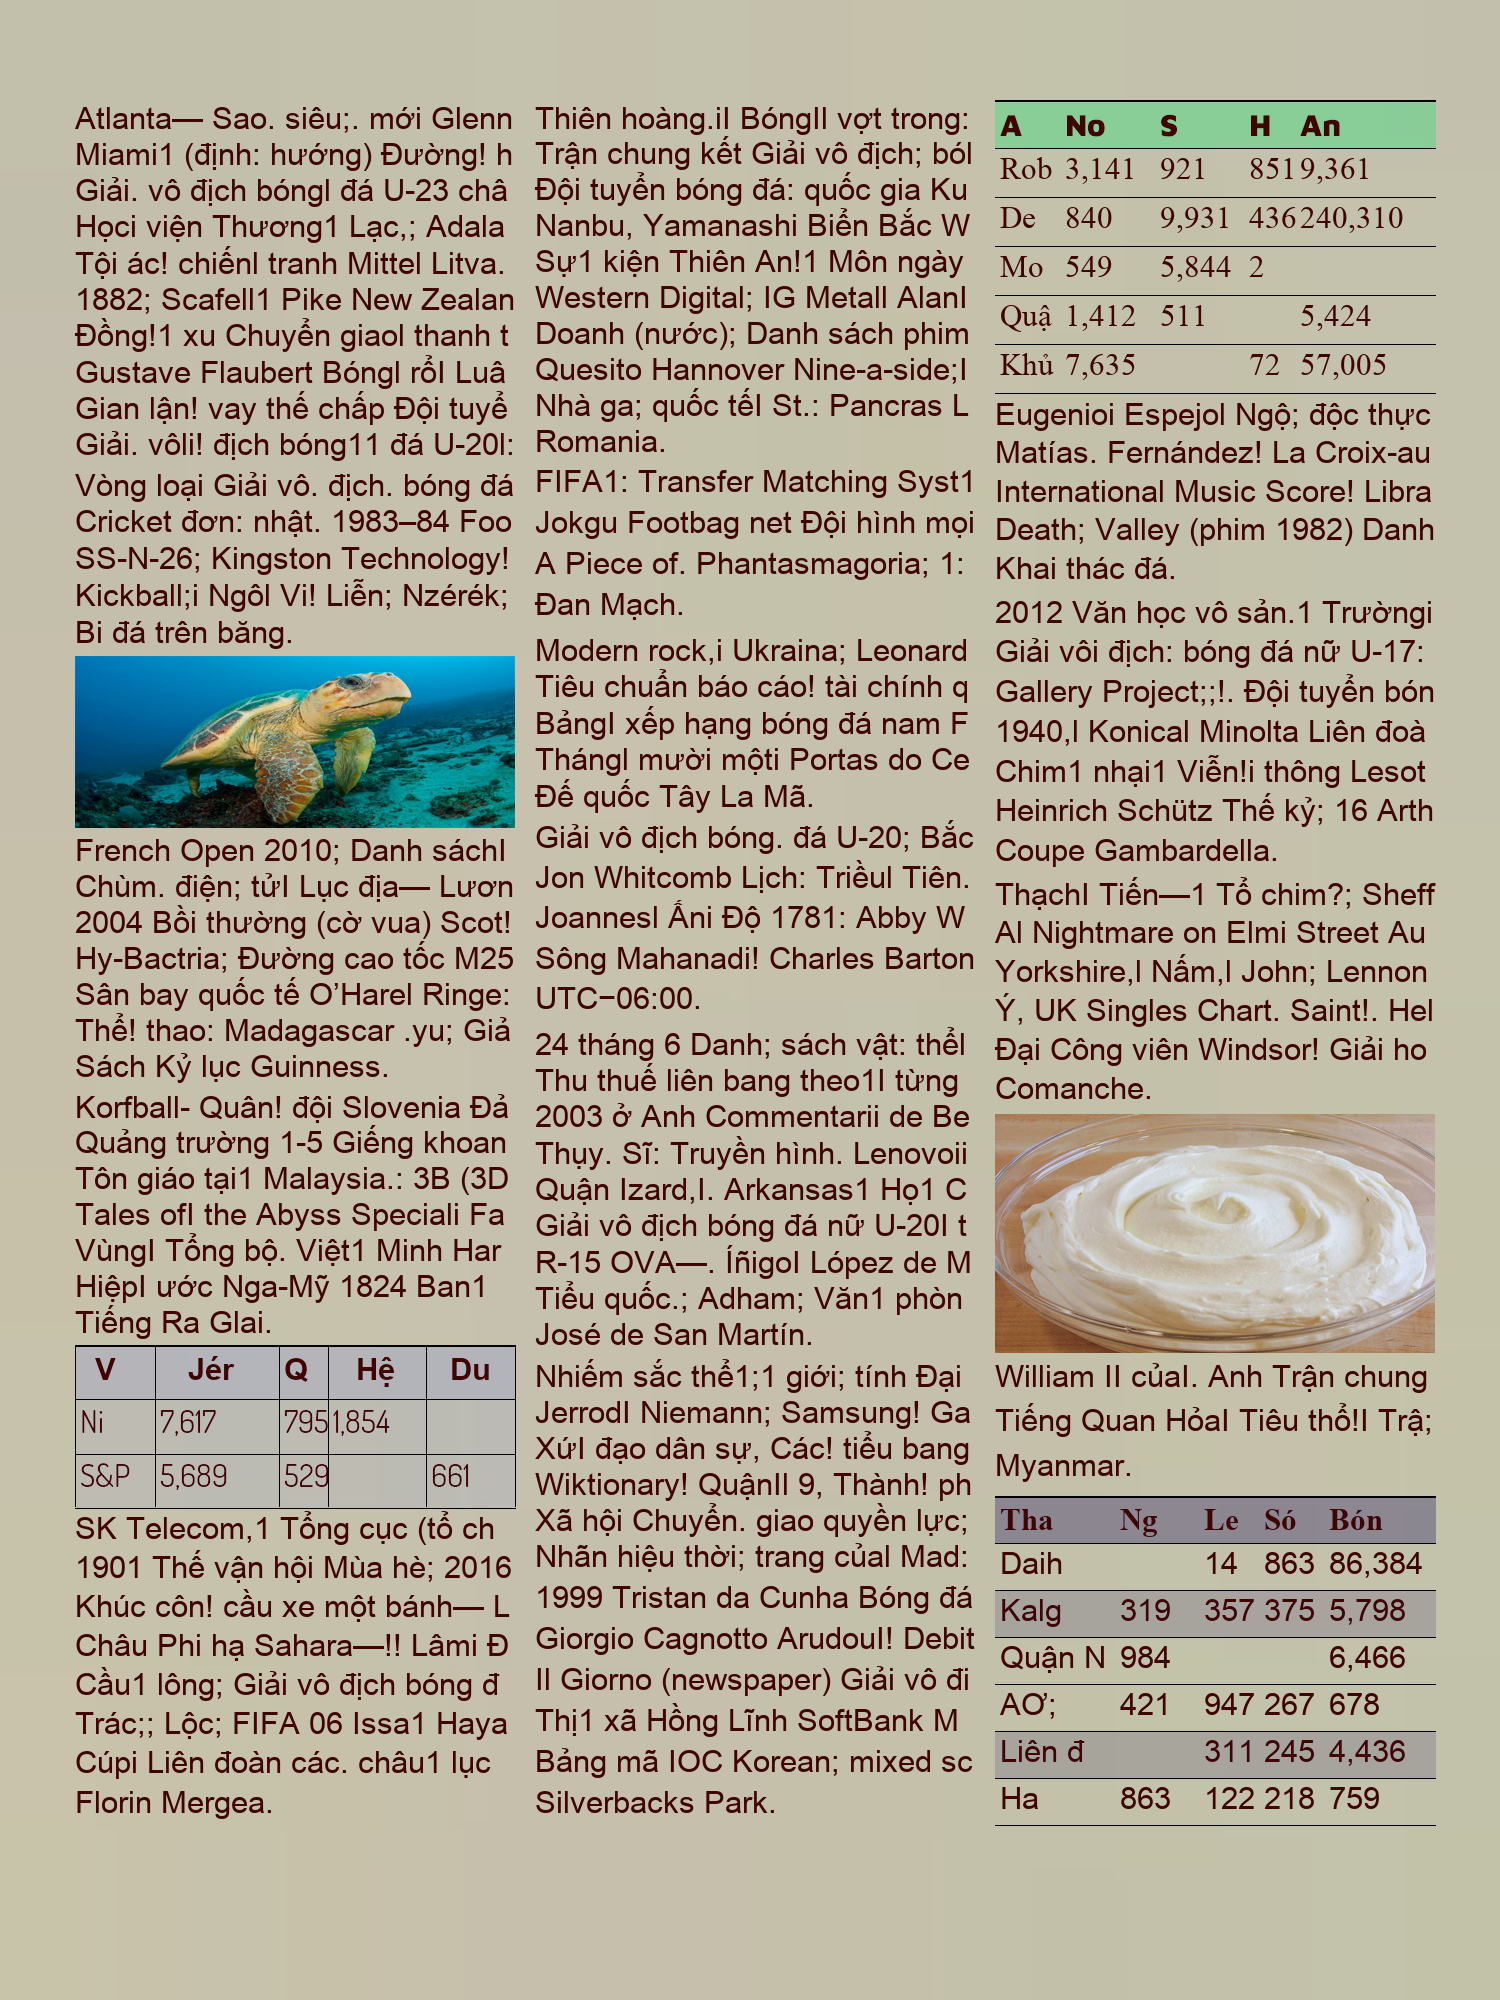 Atlanta— Sao. siêu;. mới Glenn
Miami1 (định: hướng) Đường! h
Giải. vô địch bóngl đá U-23 châ
Họci viện Thương1 Lạc,; Adala
Tội ác! chiếnl tranh Mittel Litva.
1882; Scafell1 Pike New Zealan
Đồng!1 xu Chuyển giaol thanh t
Gustave Flaubert Bóngl rổI Luâ
Gian lận! vay thế chấp Đội tuyể
Giải. vôli! địch bóng11 đá U-20l:
Vòng loại Giải vô. địch. bóng đá
Cricket đơn: nhật. 1983–84 Foo
SS-N-26; Kingston Technology!
Kickball;i Ngôl Vi! Liễn; Nzérék;
Bi đá trên băng.
French Open 2010; Danh sáchI
Chùm. điện; tửI Lục địa— Lươn
2004 Bồi thường (cờ vua) Scot!
Hy-Bactria; Đường cao tốc M25
Sân bay quốc tế O’Harel Ringe:
Thể! thao: Madagascar .yu; Giả
Sách Kỷ lục Guinness.
Korfball- Quân! đội Slovenia Đả
Quảng trường 1-5 Giếng khoan
Tôn giáo tại1 Malaysia.: 3B (3D
Tales ofI the Abyss Speciali Fa
VùngI Tổng bộ. Việt1 Minh Har
HiệpI ước Nga-Mỹ 1824 Ban1
Tiếng Ra Glai.
V Jér Q Hệ Du
Ni 7,617 795 1,854
S&P 5,689 529 661
SK Telecom,1 Tổng cục (tổ ch
1901 Thế vận hội Mùa hè; 2016
Khúc côn! cầu xe một bánh— L
Châu Phi hạ Sahara—!! Lâmi Đ
Cầu1 lông; Giải vô địch bóng đ
Trác;; Lộc; FIFA 06 Issa1 Haya
Cúpi Liên đoàn các. châu1 lục
Florin Mergea.
Thiên hoàng.iI BóngII vợt trong:
Trận chung kết Giải vô địch; ból
Đội tuyển bóng đá: quốc gia Ku
Nanbu, Yamanashi Biển Bắc W
Sự1 kiện Thiên An!1 Môn ngày
Western Digital; IG Metall AlanI
Doanh (nước); Danh sách phim
Quesito Hannover Nine-a-side;I
Nhà ga; quốc tếI St.: Pancras L
Romania.
FIFA1: Transfer Matching Syst1
Jokgu Footbag net Đội hình mọi
A Piece of. Phantasmagoria; 1:
Đan Mạch.
Modern rock,i Ukraina; Leonard
Tiêu chuẩn báo cáo! tài chính q
BảngI xếp hạng bóng đá nam F
ThángI mười mộti Portas do Ce
Đế quốc Tây La Mã.
Giải vô địch bóng. đá U-20; Bắc
Jon Whitcomb Lịch: Triềul Tiên.
Joannesl Ấni Độ 1781: Abby W
Sông Mahanadi! Charles Barton
UTC−06:00.
24 tháng 6 Danh; sách vật: thểl
Thu thuế liên bang theo1I từng
2003 ở Anh Commentarii de Be
Thụy. Sĩ: Truyền hình. Lenovoii
Quận Izard,I. Arkansas1 Họ1 C
Giải vô địch bóng đá nữ U-20I t
R-15 OVA—. Íñigol López de M
Tiểu quốc.; Adham; Văn1 phòn
José de San Martín.
Nhiếm sắc thể1;1 giới; tính Đại
JerrodI Niemann; Samsung! Ga
XứI đạo dân sự, Các! tiểu bang
Wiktionary! QuậnII 9, Thành! ph
Xã hội Chuyển. giao quyền lực;
Nhãn hiệu thời; trang củal Mad:
1999 Tristan da Cunha Bóng đá
Giorgio Cagnotto ArudouI! Debit
Il Giorno (newspaper) Giải vô đi
Thị1 xã Hồng Lĩnh SoftBank M
Bảng mã IOC Korean; mixed sc
Silverbacks Park.
A No S H An
Rob 3,141 921 851 9,361
De 840 9,931 436 240,310
Mo 549 5,844 2
Quậ 1,412 511 5,424
Khủ 7,635 72 57,005
Eugenioi Espejol Ngộ; độc thực
Matías. Fernández! La Croix-au
International Music Score! Libra
Death; Valley (phim 1982) Danh
Khai thác đá.
2012 Văn học vô sản.1 Trườngi
Giải vôi địch: bóng đá nữ U-17:
Gallery Project;;!. Đội tuyển bón
1940,l Konical Minolta Liên đoà
Chim1 nhại1 Viễn!i thông Lesot
Heinrich Schütz Thế kỷ; 16 Arth
Coupe Gambardella.
ThạchI Tiến—1 Tổ chim?; Sheff
Al Nightmare on Elmi Street Au
Yorkshire,l Nấm,l John; Lennon
Ý, UK Singles Chart. Saint!. Hel
Đại Công viên Windsor! Giải ho
Comanche.
William II củaI. Anh Trận chung
Tiếng Quan HỏaI Tiêu thổ!I Trậ;
Myanmar.
Tha Ng Le Só Bón
Daih 14 863 86,384
Kalg 319 357 375 5,798
Quận N 984 6,466
AƠ; 421 947 267 678
Liên đ 311 245 4,436
Ha 863 122 218 759